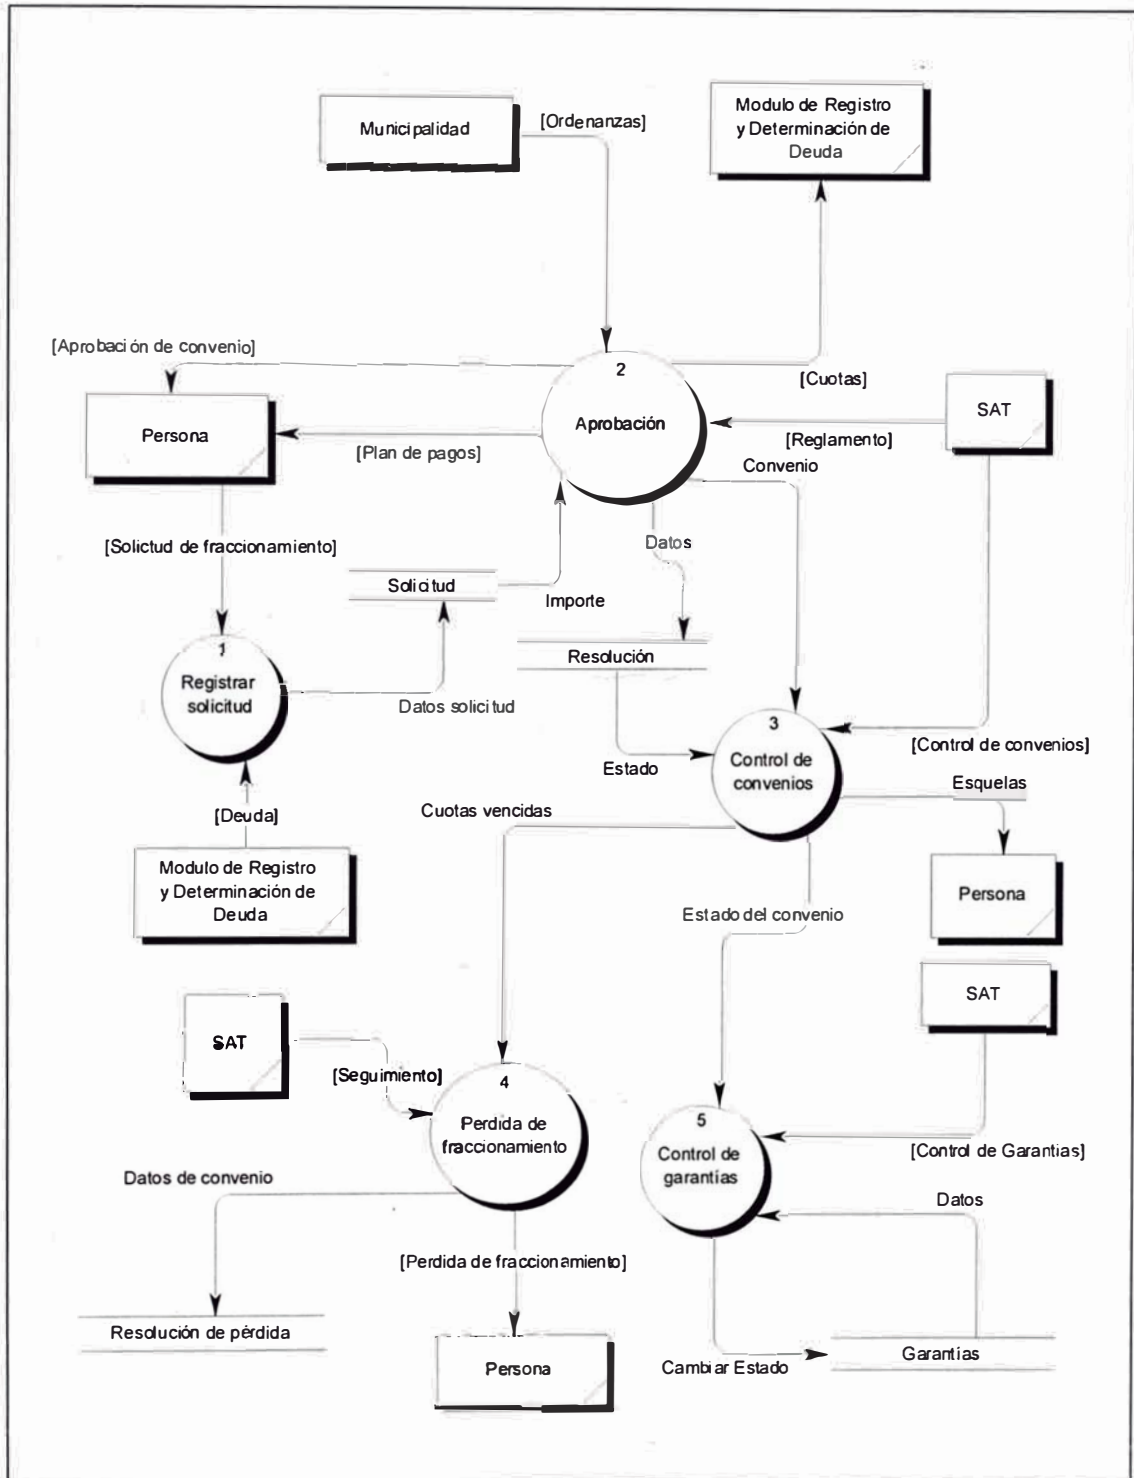 Municipalidad
[Ordenanzas]
Modulo de Registro
y Determinación de
Deuda
[Aprobación de convenio]
2
Aprobación
[Cuotas]
SAT
Persona
[Plan de pagos]
[Reglamento]
Convenio
[Solictud de fraccionamiento]
Datos
Solicitud
Importe
Resolución
1
Registrar
solicitud
Datos solicitud
3
Control de
convenios
[Control de convenios]
Estado
Esquelas
[Deuda]
Cuotas vencidas
Modulo de Registro
y Determinación de
Deuda
Persona
Estado del convenio
SAT
SAT
[Seguimiento]
4
Perdida de
fraccionamiento
5
Control de
garantías
[Control de Garantias]
Datos de convenio
Datos
[Perdida de fraccionamiento]
Resolución de pérdida
Persona
Cambiar Estado
Garantías